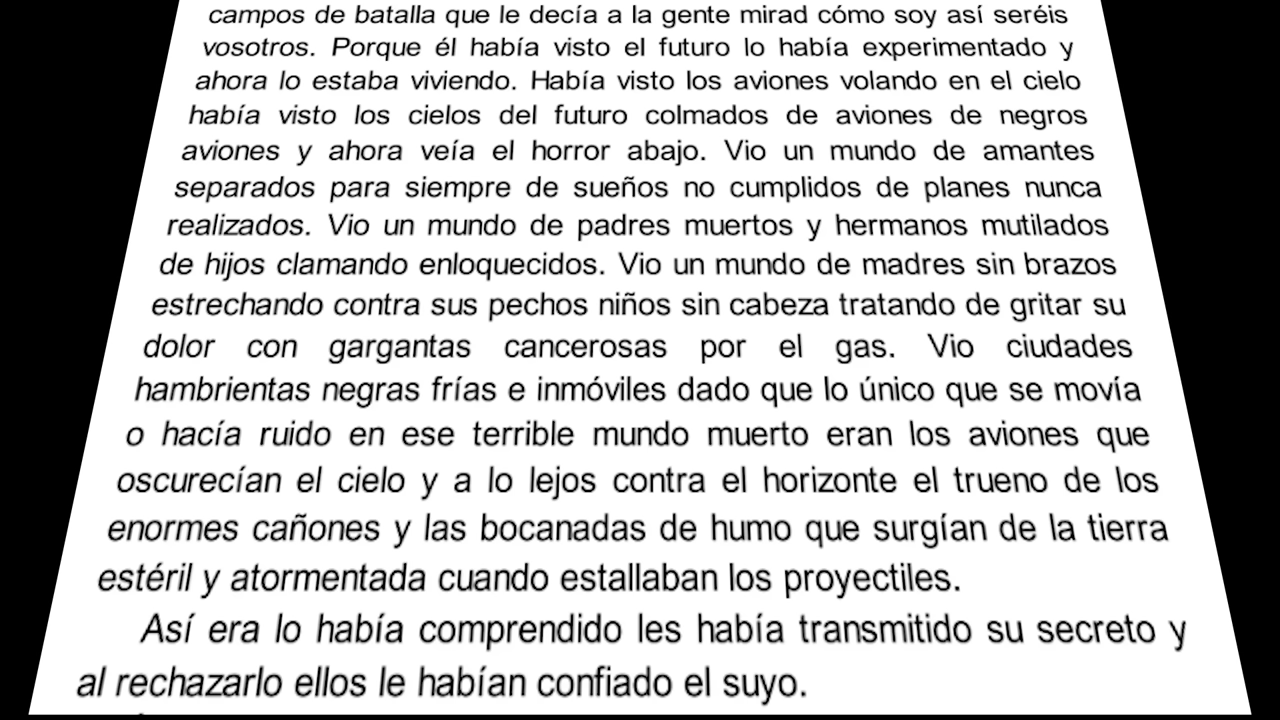 campos de batalla que le decía a la gente mirad cómo soy así seréis
vosotros. Porque él había visto el futuro lo había experimentado y
ahora lo estaba viviendo. Había visto los aviones volando en el cielo
había visto los cielos del futuro colmados de aviones de negros
aviones y ahora veía el horror abajo. Vio un mundo de amantes
separados para siempre de sueños no cumplidos de planes nunca
realizados. Vio un mundo de padres muertos y hermanos mutilados
de hijos clamando enloquecidos. Vio un mundo de madres sin brazos
estrechando contra sus pechos niños sin cabeza tratando de gritar su
dolor con gargantas cancerosas por el gas. Vio ciudades
hambrientas negras frías e inmóviles dado que lo único que se movía
o hacía ruido en ese terrible mundo muerto eran los aviones que
oscurecían el cielo y a lo lejos contra el horizonte el trueno de los
enormes cañones y las bocanadas de humo que surgían de la tierra
estéril y atormentada cuando estallaban los proyectiles.
Así era lo había comprendido les había transmitido su secreto y
al rechazarlo ellos le habían confiado el suyo.